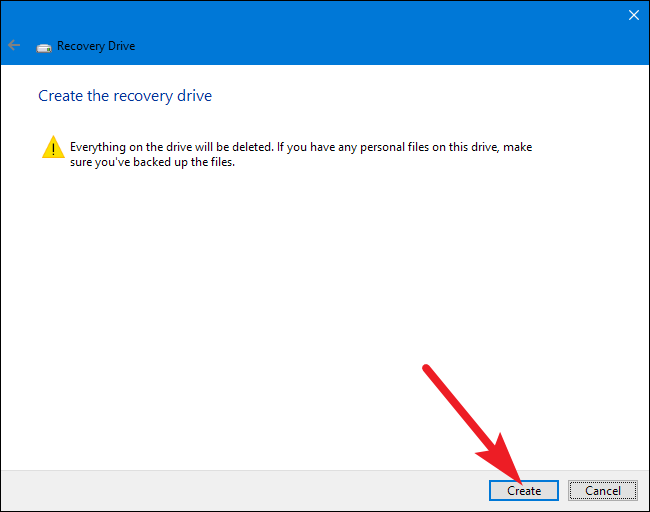 Recovery Drive
Create the recovery drive
Everything on the drive will be deleted. If you have any personal files on this drive, make
sure you've backed up the files.
Create
Cancel